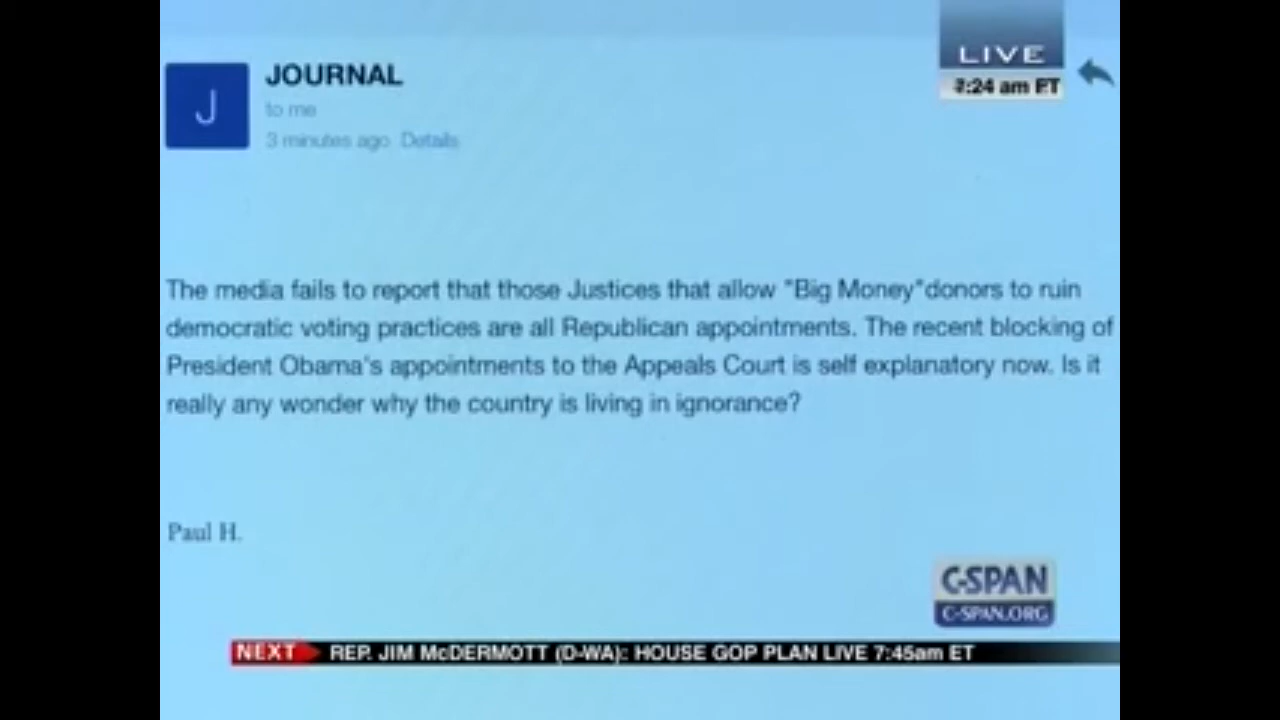 LIVE
am ET
J
JOURNAL
to me
3 minutes ago Details
The media fails to report that those Justices that allow "Big Money"donors to ruin
democratic voting practices are all Republican appointments. The recent blocking of
President Obama's appointments to the Appeals Court is self explanatory now. Is it
really any wonder why the country is living in ignorance?
Paul H.
C-SPAN
C-SPAN.ORG
NEXT REP. JIM McDERMOTT (D-WA): HOUSE GOP PLAN LIVE 7:45am ET